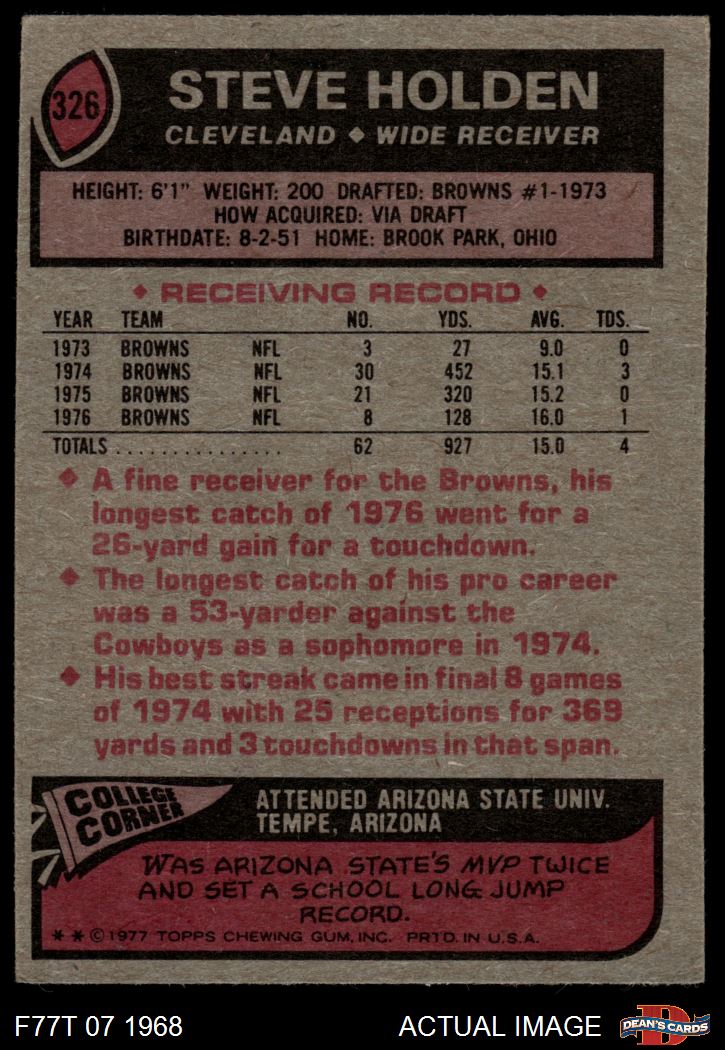 326
STEVE HOLDEN
CLEVELAND ♦ WIDE RECEIVER
HEIGHT: 6'1" WEIGHT: 200 DRAFTED: BROWNS #1-1973
HOW ACQUIRED: VIA DRAFT
BIRTHDATE: 8-2-51 HOME: BROOK PARK, OHIO
♦ RECEIVING RECORD ♦
YEAR TEAM NO. YDS. AVG. TDS.
1973 BROWNS NFL 3 27 9.0 0
1974 BROWNS NFL 30 452 15.1 3
1975 BROWNS NFL 21 320 15.2 0
1976 BROWNS NFL 8 128 16.0 1
TOTALS . . . . . . . . . . . . . . . 62 927 15.0 4
♦ A fine receiver for the Browns, his
longest catch of 1976 went for a
26-yard gain for a touchdown.
♦ The longest catch of his pro career
was a 53-yarder against the
Cowboys as a sophomore in 1974.
♦ His best streak came in final 8 games
of 1974 with 25 receptions for 369
yards and 3 touchdowns in that span.
COLLEGE
CORNER
ATTENDED ARIZONA STATE UNIV.
TEMPE, ARIZONA
WAS ARIZONA STATE'S MVP TWICE
AND SET A SCHOOL LONG JUMP
RECORD.
* * © 1977 TOPPS CHEWING GUM, INC. PRTD. IN U.S.A.
F77T 07 1968 ACTUAL IMAGE
D
DEAN'S CARDS